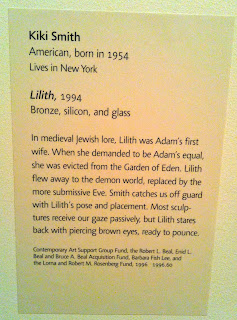 Kiki Smith
American, born in 1954
Lives in New York
Lilith, 1994
Bronze, silicon, and glass
In medieval Jewish lore, Lilith was Adam's first
wife. When she demanded to be Adam's equal,
she was evicted from the Garden of Eden. Lilith
flew away to the demon world, replaced by the
more submissive Eve. Smith catches us off guard
with Lilith's pose and placement. Most sculp-
tures receive our gaze passively, but Lilith stares
back with piercing brown eyes, ready to pounce.
Contemporary Art Support Group Fund, the Robert L. Beal, Enid L.
Beal and Bruce A. Beal Acquisition Fund, Barbara Fish Lee, and
the Lorna and Robert M. Rosenberg Fund, 1996 1996.60